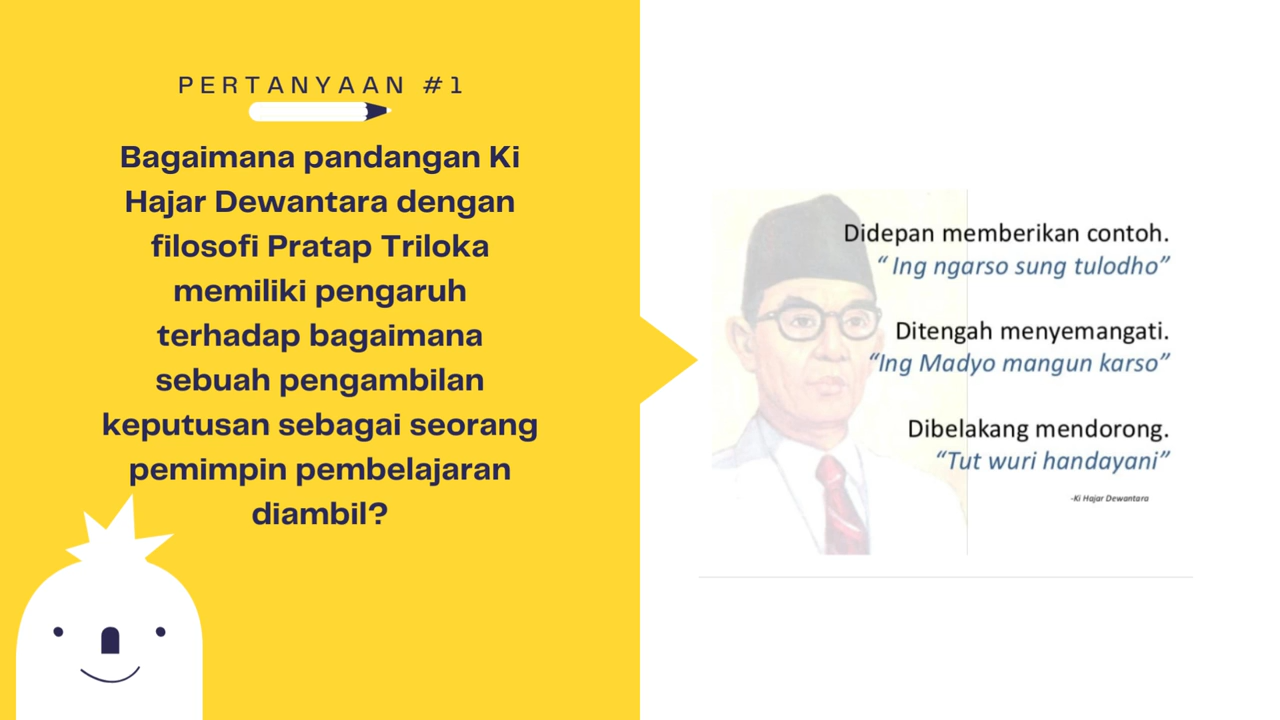 PERTANYAAN #1
Bagaimana pandangan Ki
Hajar Dewantara dengan
filosofi Pratap Triloka
memiliki pengaruh
terhadap bagaimana
sebuah pengambilan
keputusan sebagai seorang
pemimpin pembelajaran
diambil?
Didepan memberikan contoh.
“ Ing ngarso sung tulodho”
Ditengah menyemangati.
“Ing Madyo mangun karso”
Dibelakang mendorong.
“Tut wuri handayani”
-Ki Hajar Dewantara